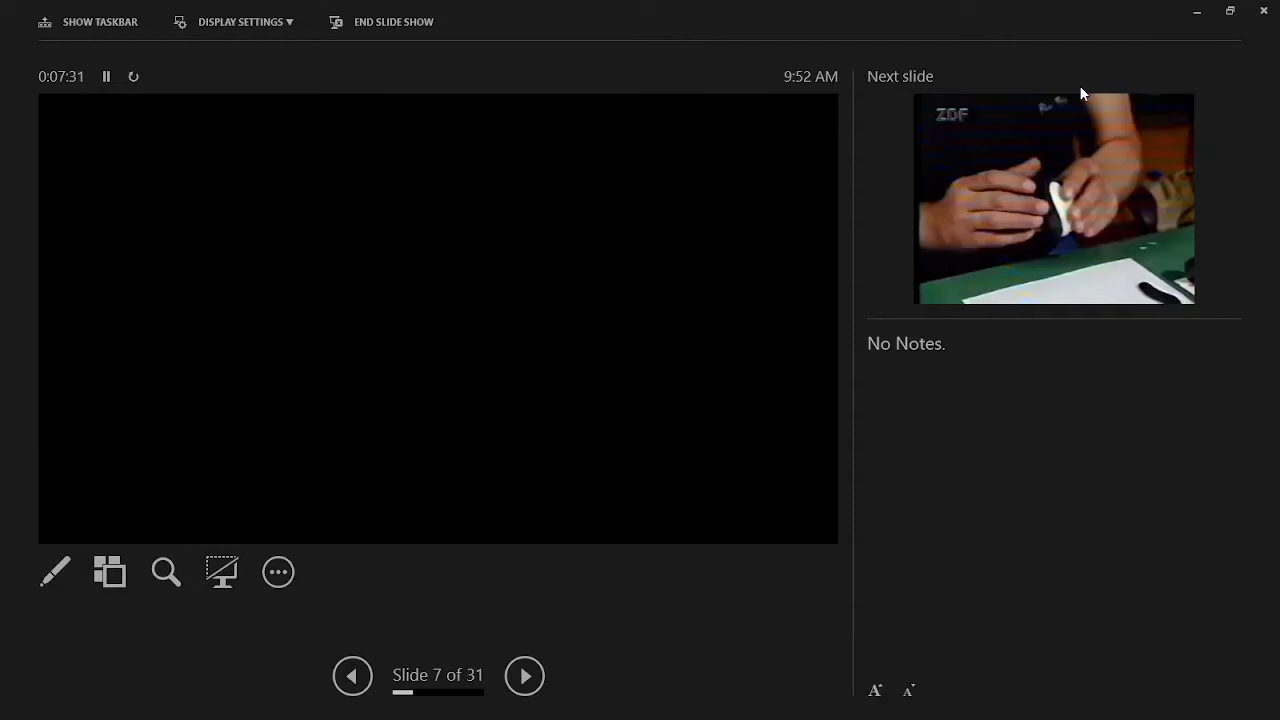 SHOW TASKBAR
DISPLAY SETTINGS ▼
END SLIDE SHOW
0:07:31
9:52 AM
Next slide
ZDF
No Notes.
Slide 7 of 31
A A